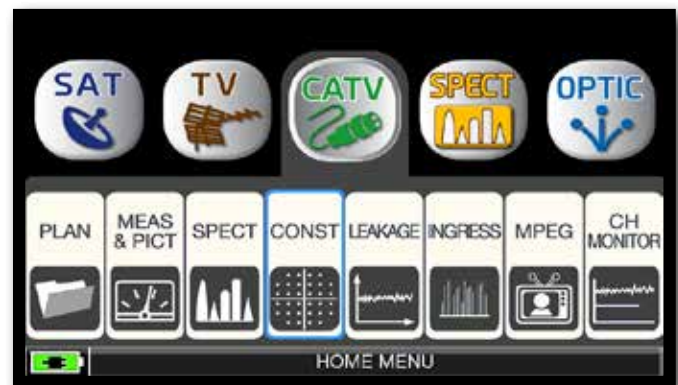 SAT
TV
CATV
SPECT
OPTIC
PLAN
MEAS
& PICT
SPECT
CONST
LEAKAGE
INGRESS
MPEG
CH
MONITOR
HOME MENU